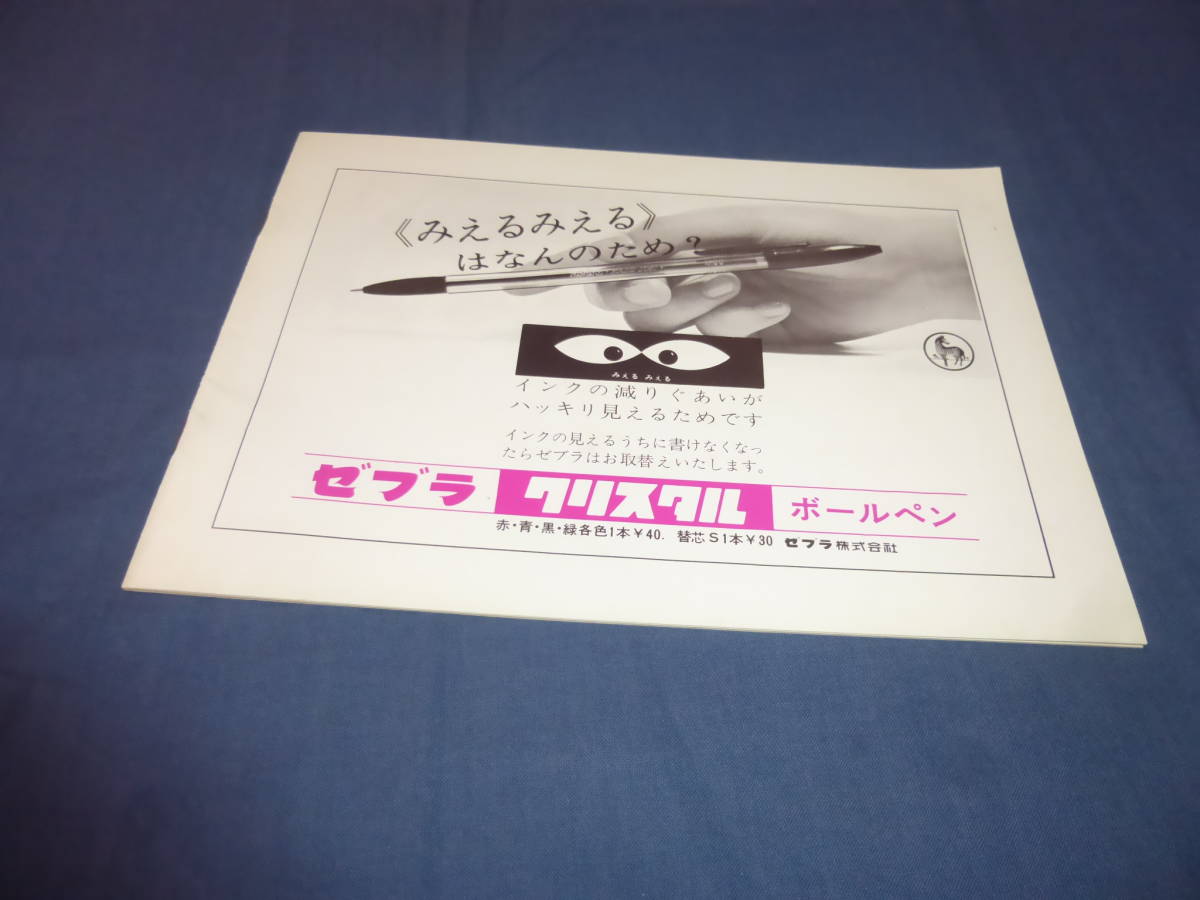 《みえるみえる》
はなんのため?
みえる みえる
インクの減りぐあいが
ハッキリ見えるためです
インクの見えるうちに書けなくなっ
たらゼブラはお取替えいたします。
ゼブラ クリスタル ボールペン
赤・青・黒・緑各色1本¥40. 替芯S1本¥30 ゼブラ株式会社